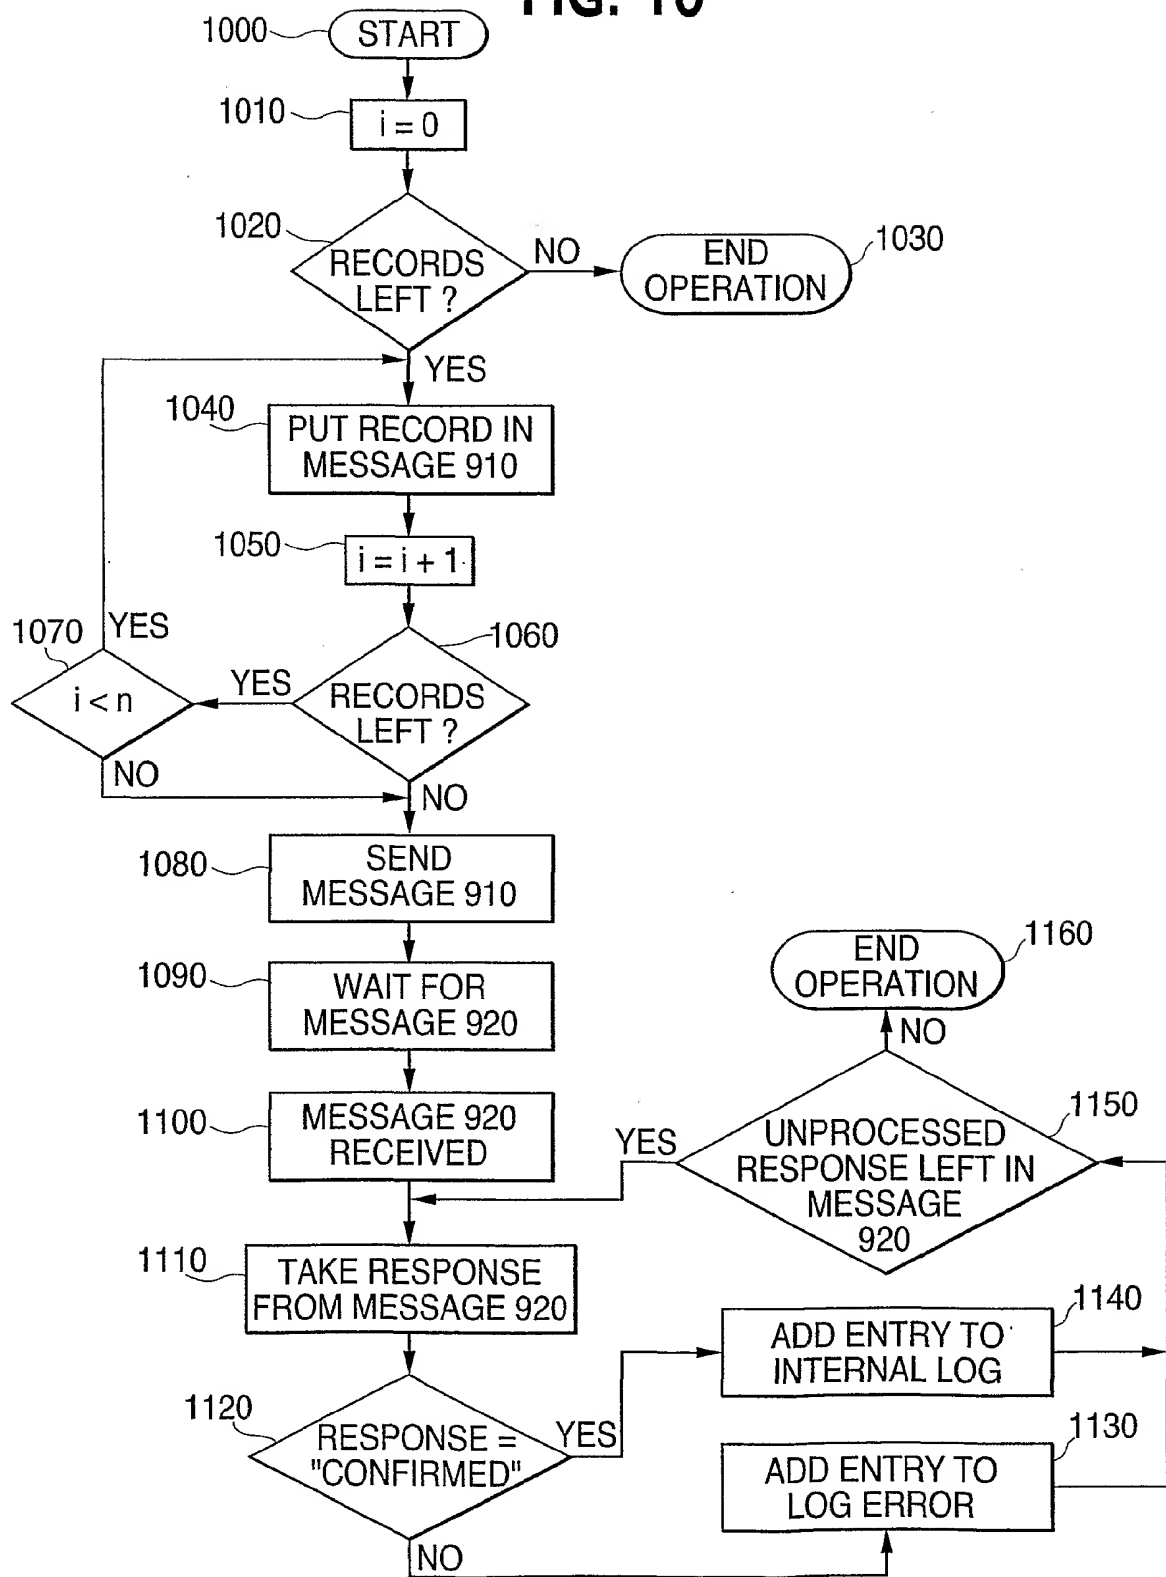 FIG. 10
1000
START
1010
i = 0
1020
RECORDS
LEFT ?
NO
END
OPERATION
1030
YES
1040
PUT RECORD IN
MESSAGE 910
1050
i = i + 1
1060
RECORDS
LEFT ?
YES
1070
i < n
YES
NO
NO
1080
SEND
MESSAGE 910
1090
WAIT FOR
MESSAGE 920
1100
MESSAGE 920
RECEIVED
1110
TAKE RESPONSE
FROM MESSAGE 920
1120
RESPONSE =
"CONFIRMED"
YES
NO
1130
ADD ENTRY TO
LOG ERROR
1140
ADD ENTRY TO
INTERNAL LOG
1150
UNPROCESSED
RESPONSE LEFT IN
MESSAGE
920
YES
NO
1160
END
OPERATION